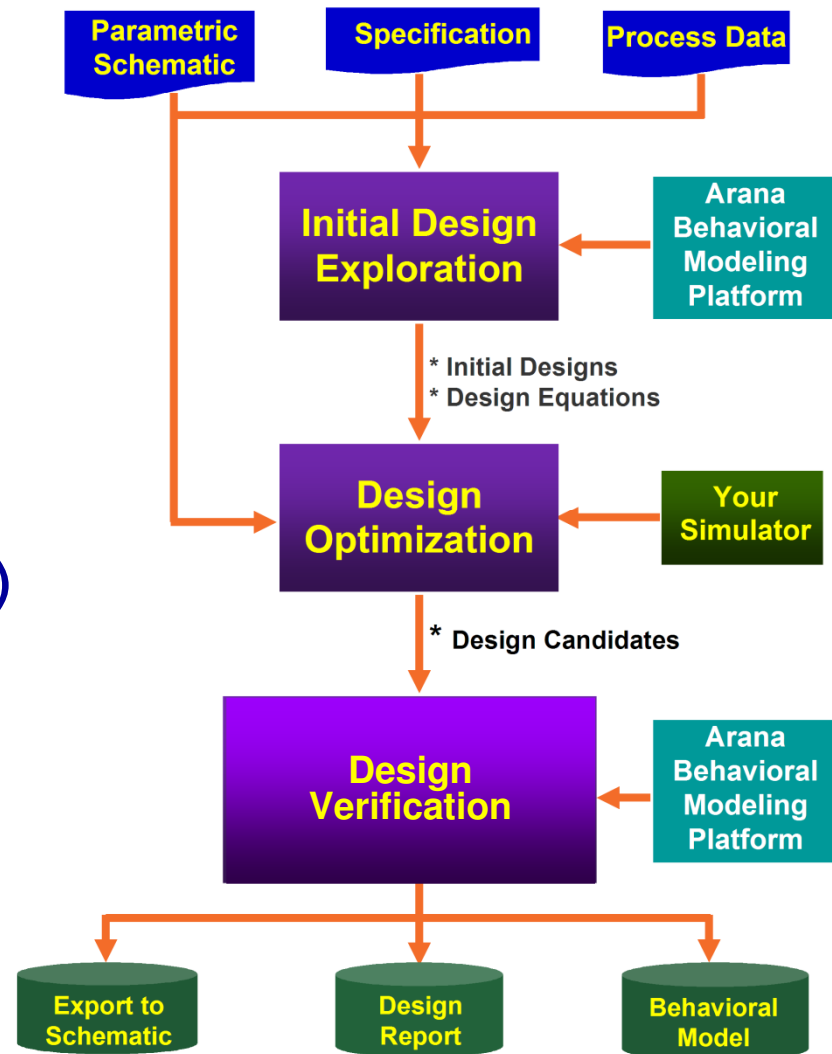 Parametric
Schematic
Specification
Process Data
Initial Design
Exploration
Arana
Behavioral
Modeling
Platform
* Initial Designs
* Design Equations
Design
Optimization
Your
Simulator
)
* Design Candidates
Design
Verification
Arana
Behavioral
Modeling
Platform
Export to
Schematic
Design
Report
Behavioral
Model